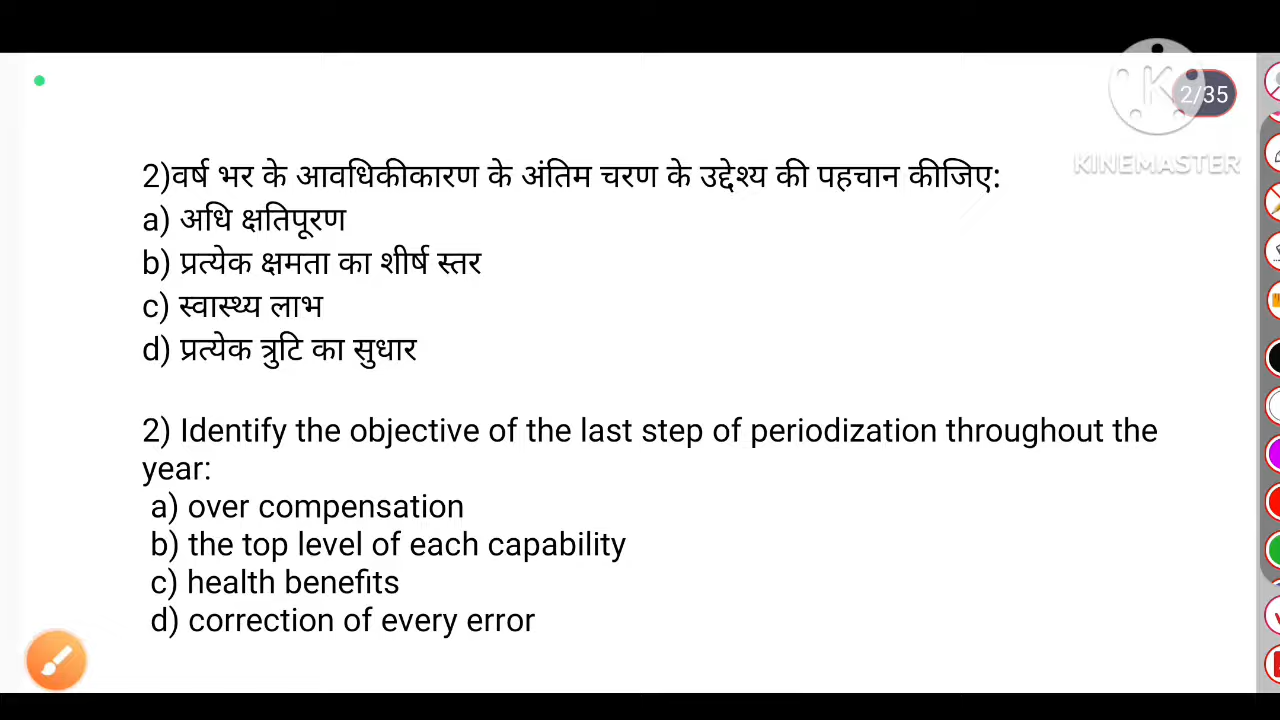 2/35
KINEMASTER
2)वर्ष भर के आवधिकीकारण के अंतिम चरण के उद्देश्य की पहचान कीजिए:
a) अधि क्षतिपूरण
b) प्रत्येक क्षमता का शीर्ष स्तर
c) स्वास्थ्य लाभ
d) प्रत्येक त्रुटि का सुधार
2) Identify the objective of the last step of periodization throughout the
year:
a) over compensation
b) the top level of each capability
c) health benefits
d) correction of every error